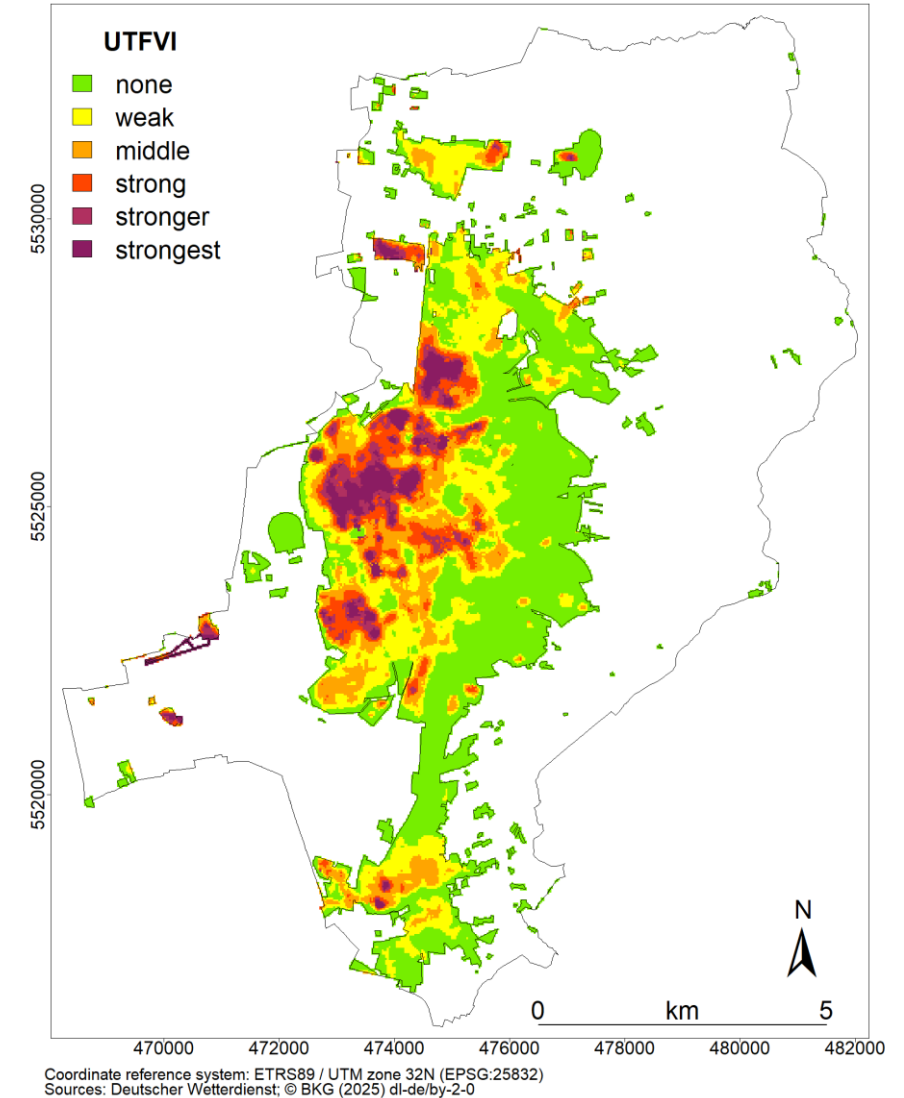 UTFVI
none
weak
middle
strong
stronger
strongest
5530000
5525000
5520000
N
0 km 5
470000 472000 474000 476000 478000 480000 482000
Coordinate reference system: ETRS89 / UTM zone 32N (EPSG:25832)
Sources: Deutscher Wetterdienst; © BKG (2025) dl-de/by-2-0